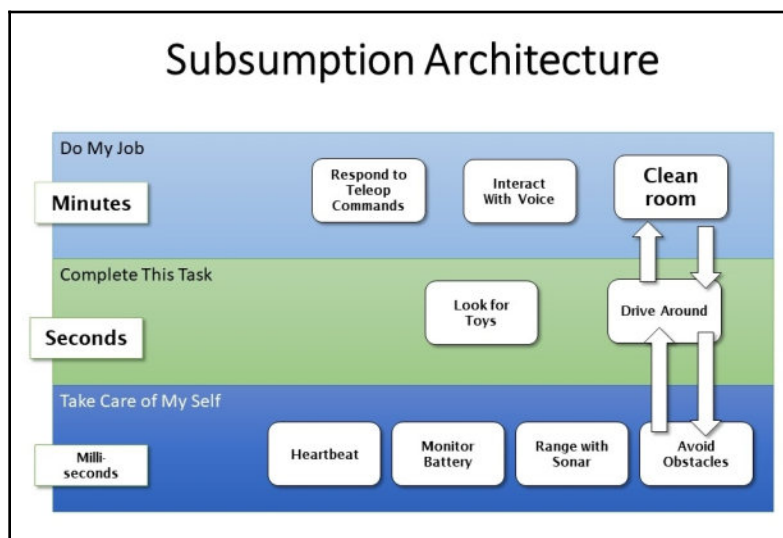 Subsumption Architecture
Do My Job
Minutes
Respond to
Teleop
Commands
Interact
With Voice
Clean
room
Complete This Task
Seconds
Look for
Toys
Drive Around
Take Care of My Self
Milli-
seconds
Heartbeat
Monitor
Battery
Range with
Sonar
Avoid
Obstacles